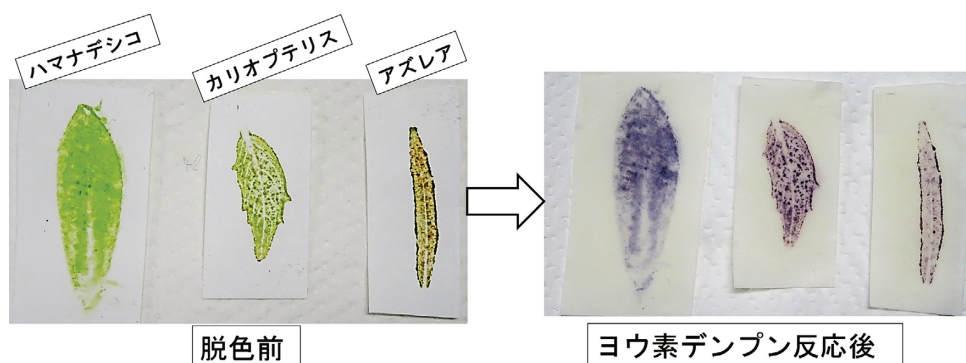 ハマナデシコ
カリオプテリス
アズレア
脱色前
ヨウ素デンプン反応後